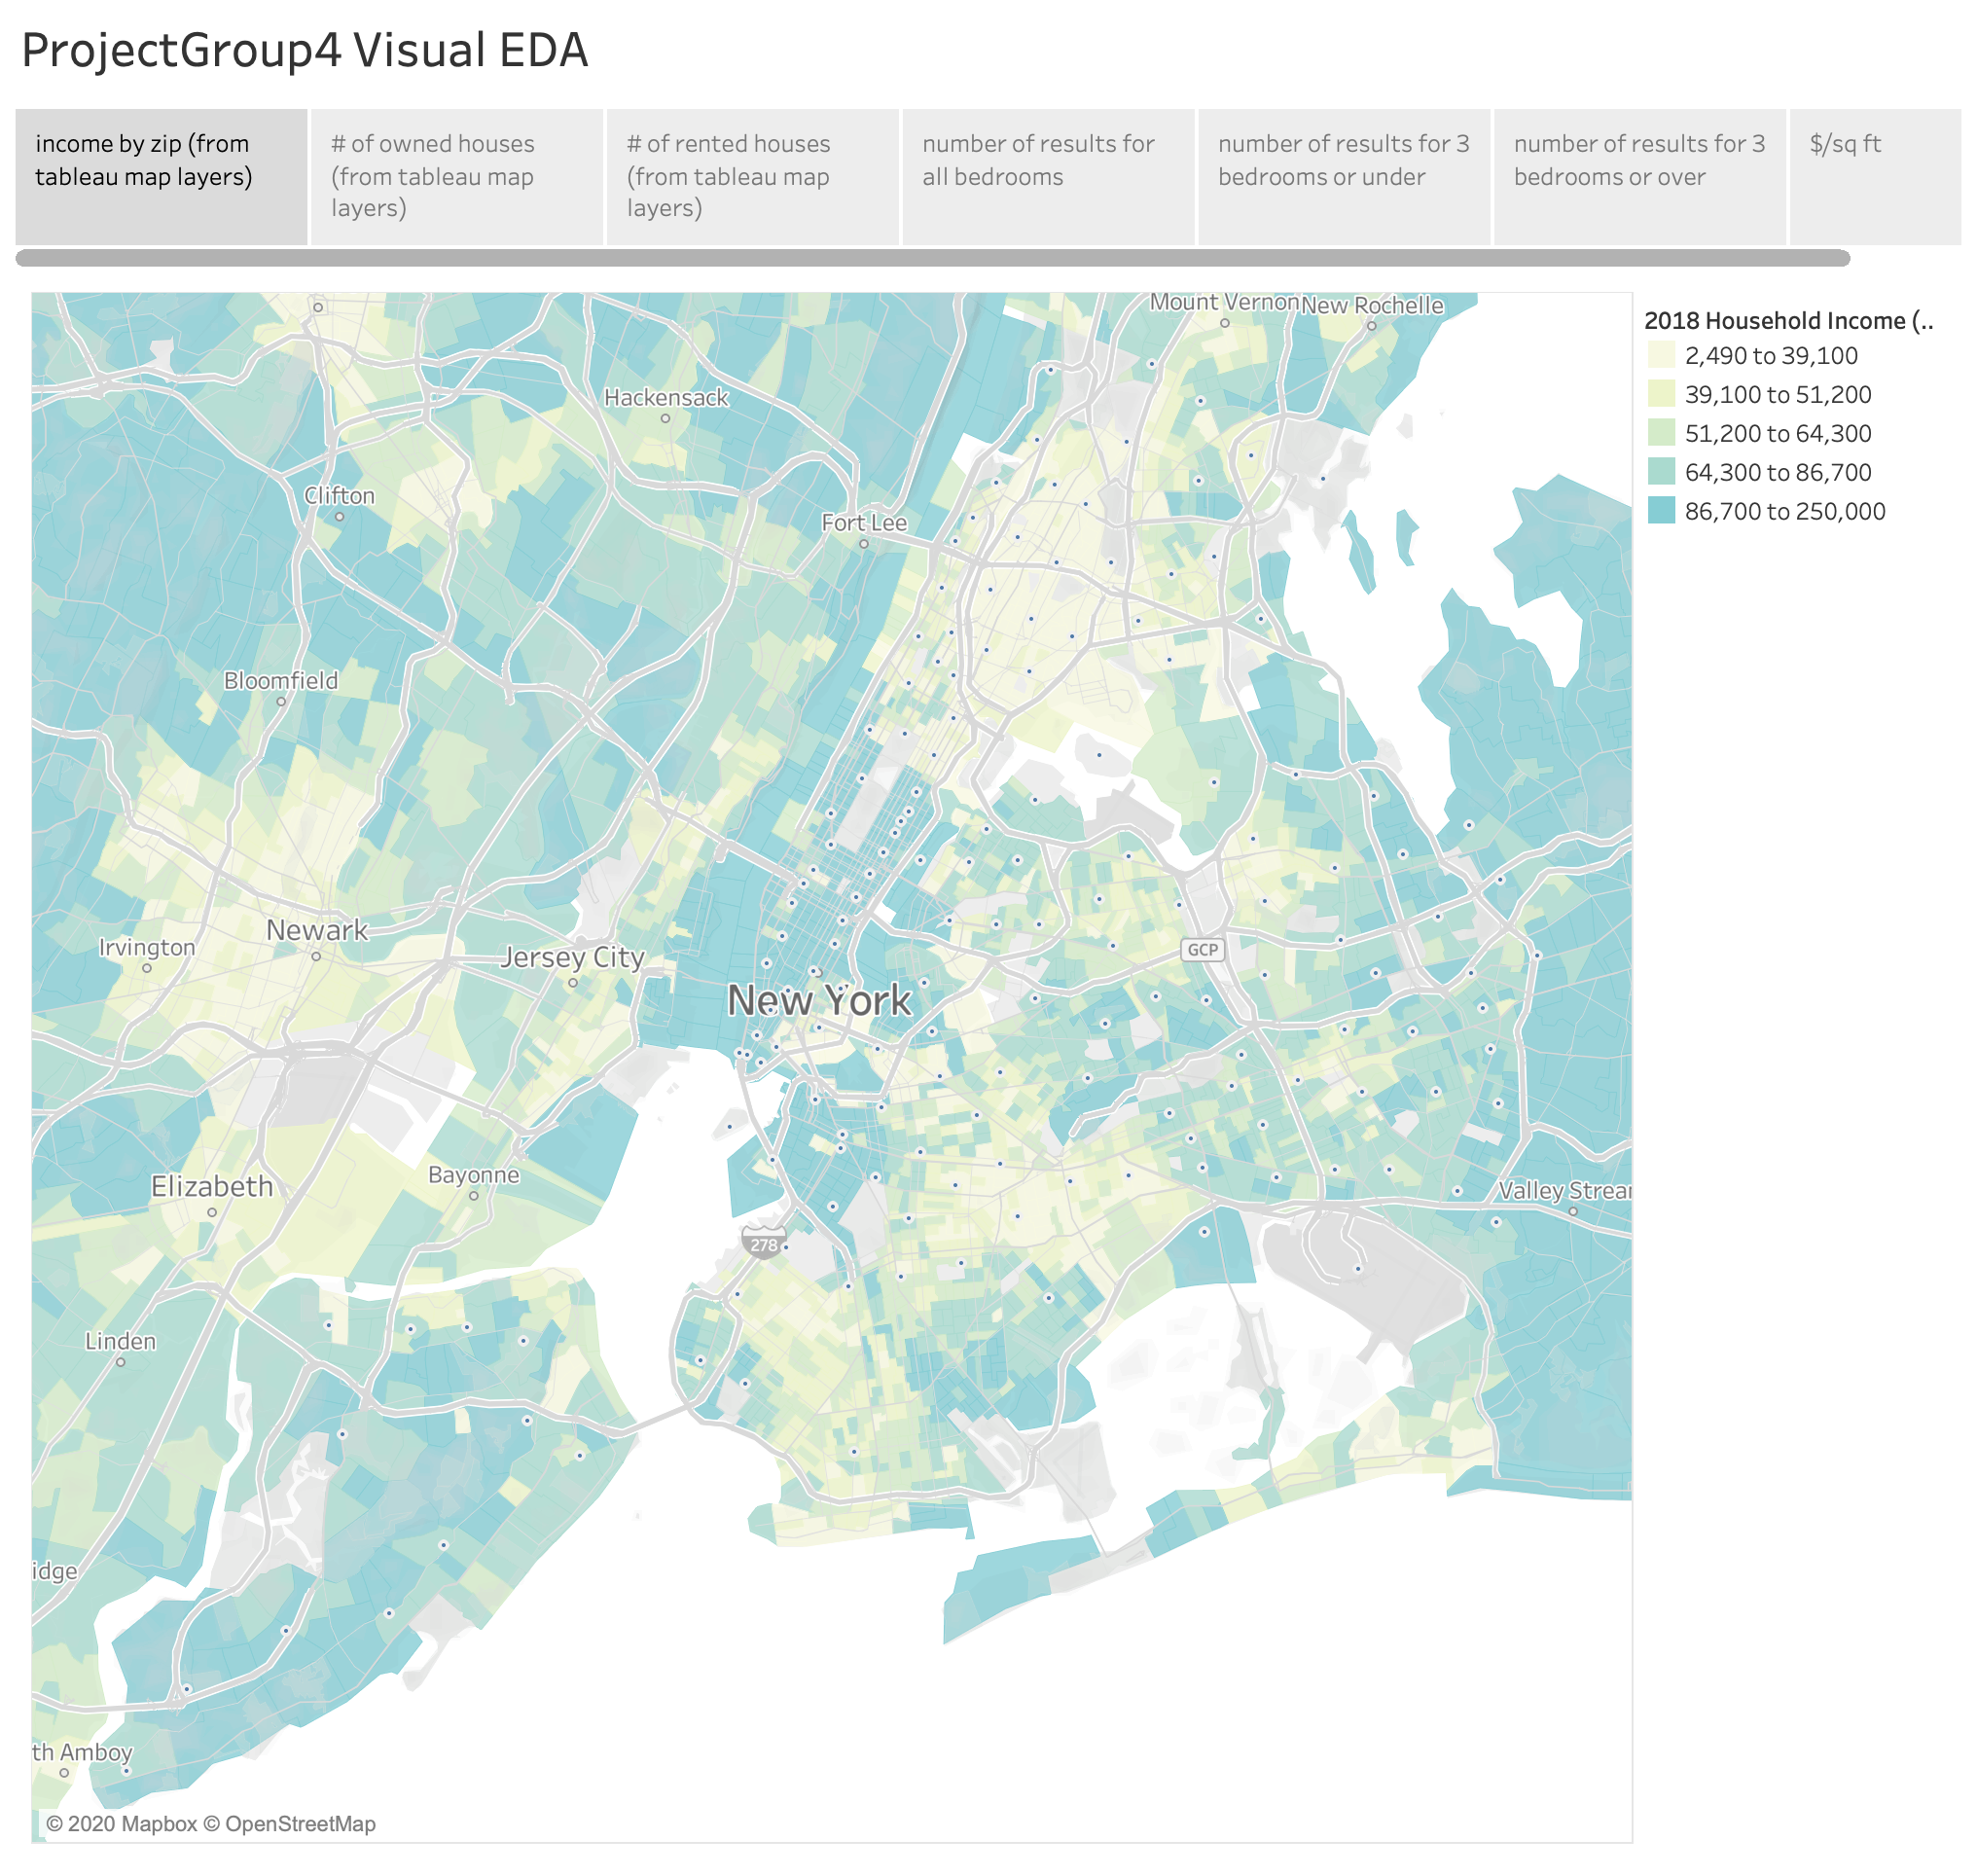 ProjectGroup4 Visual EDA
income by zip (from
tableau map layers)
# of owned houses
(from tableau map
layers)
# of rented houses
(from tableau map
layers)
number of results for
all bedrooms
number of results for 3
bedrooms or under
number of results for 3
bedrooms or over
$/sq ft
Mount Vernon
New Rochelle
Hackensack
Clifton
Fort Lee
Bloomfield
Newark
Irvington
Jersey City
GCP
New York
Elizabeth
Bayonne
Valley Strear
278
Linden
idge
th Amboy
© 2020 Mapbox © OpenStreetMap
2018 Household Income (..
2,490 to 39,100
39,100 to 51,200
51,200 to 64,300
64,300 to 86,700
86,700 to 250,000